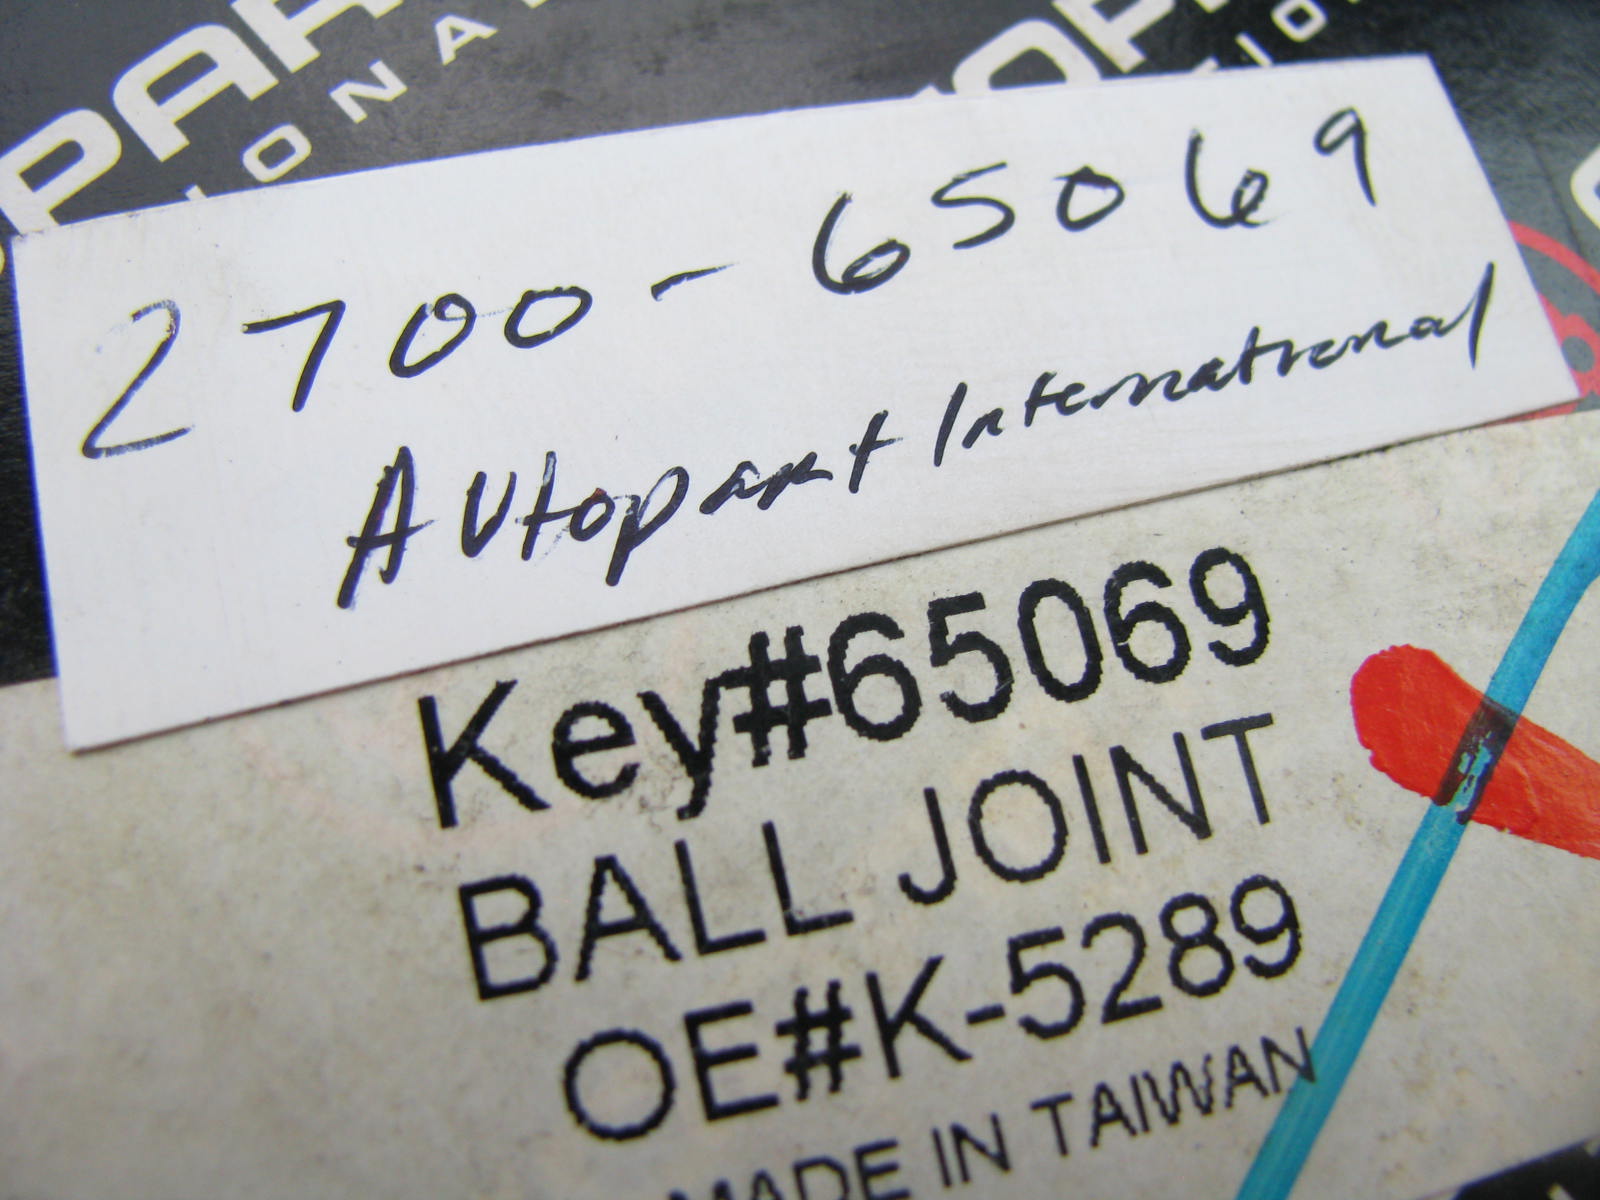 2700-65069
Autopart International
Key#65069
BALL JOINT
OE#K-5289
MADE IN TAIWAN